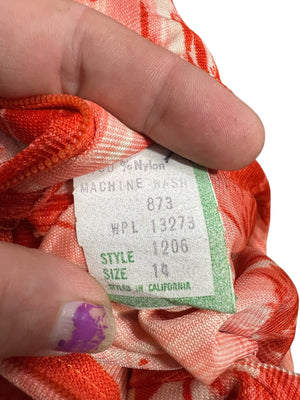 % Nylon
MACHINE WASH
873
WPL 13273
STYLE 1206
SIZE 14
STYLED IN CALIFORNIA